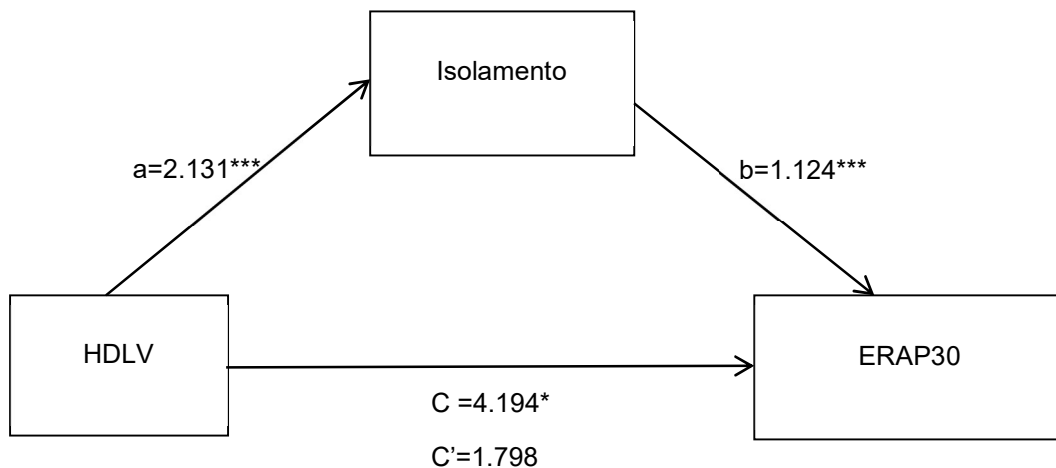 Isolamento
a=2.131***
b=1.124***
HDLV
ERAP30
C =4.194*
C’=1.798